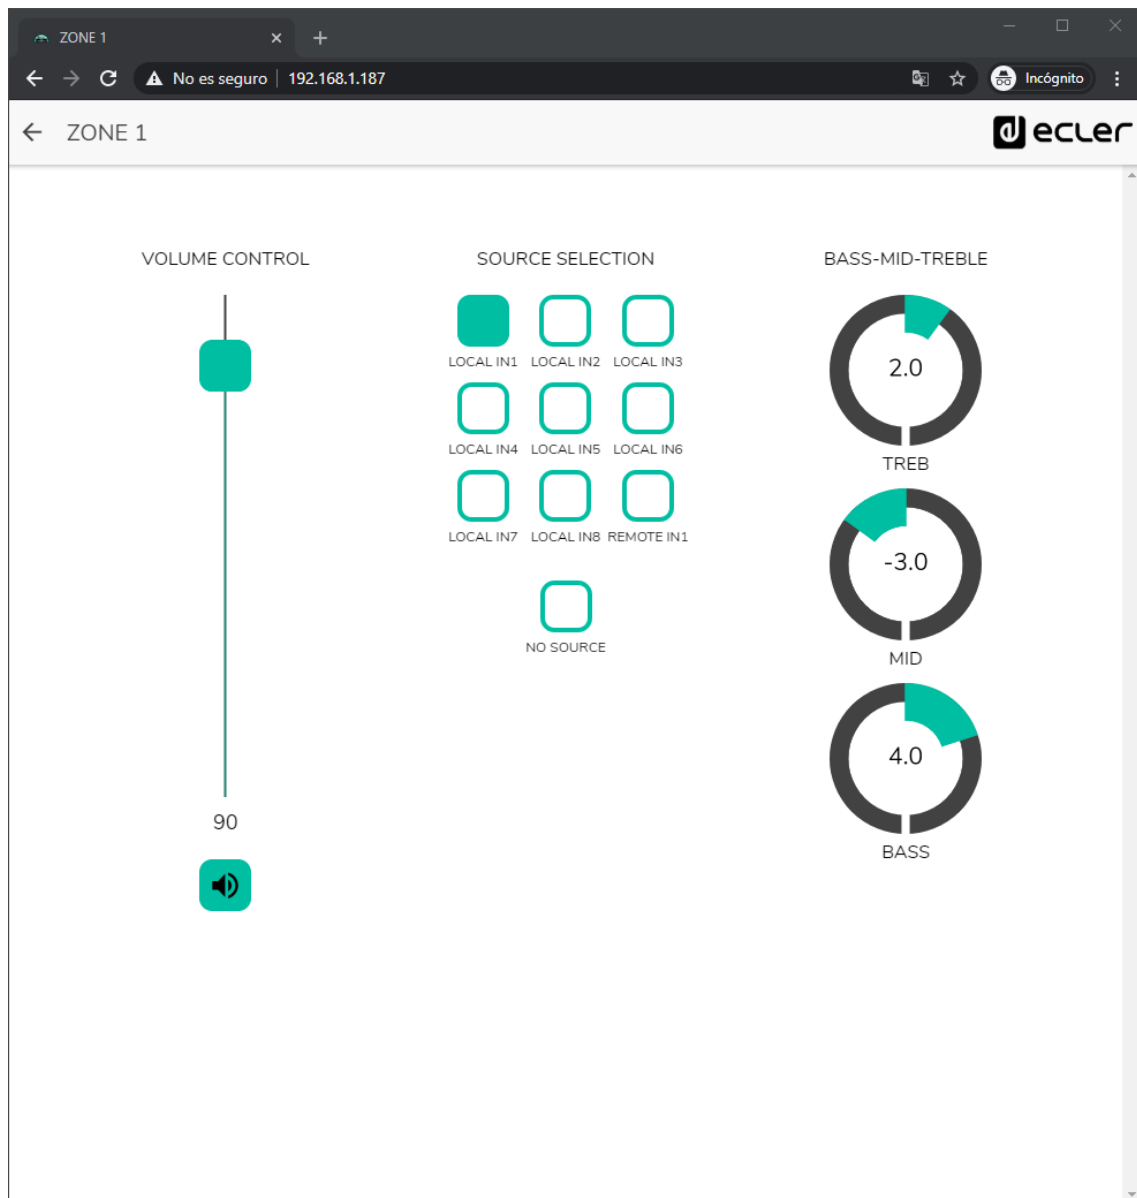 ZONE 1
No es seguro | 192.168.1.187
Incógnito
ZONE 1
ecler
VOLUME CONTROL
90
SOURCE SELECTION
LOCAL IN1 LOCAL IN2 LOCAL IN3
LOCAL IN4 LOCAL IN5 LOCAL IN6
LOCAL IN7 LOCAL IN8 REMOTE IN1
NO SOURCE
BASS-MID-TREBLE
2.0
TREB
-3.0
MID
4.0
BASS